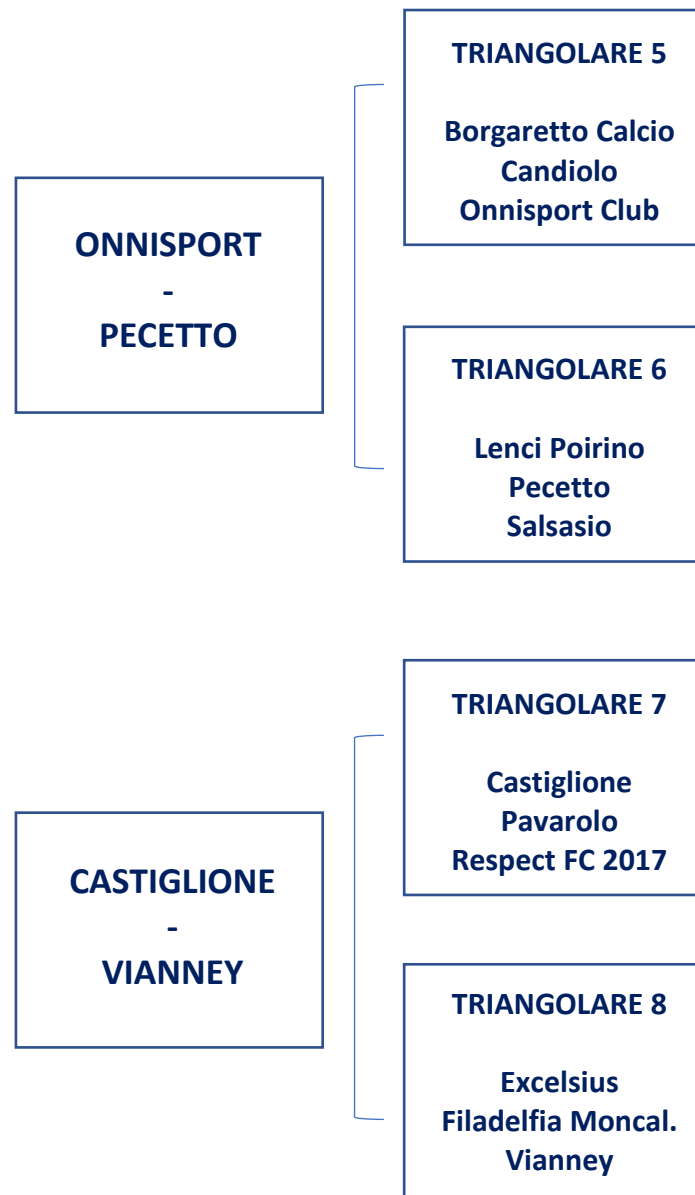 TRIANGOLARE 5
Borgaretto Calcio
Candiolo
Onnisport Club
ONNISPORT
-
PECETTO
TRIANGOLARE 6
Lenci Poirino
Pecetto
Salsasio
TRIANGOLARE 7
Castiglione
Pavarolo
Respect FC 2017
CASTIGLIONE
-
VIANNEY
TRIANGOLARE 8
Excelsius
Filadelfia Moncal.
Vianney